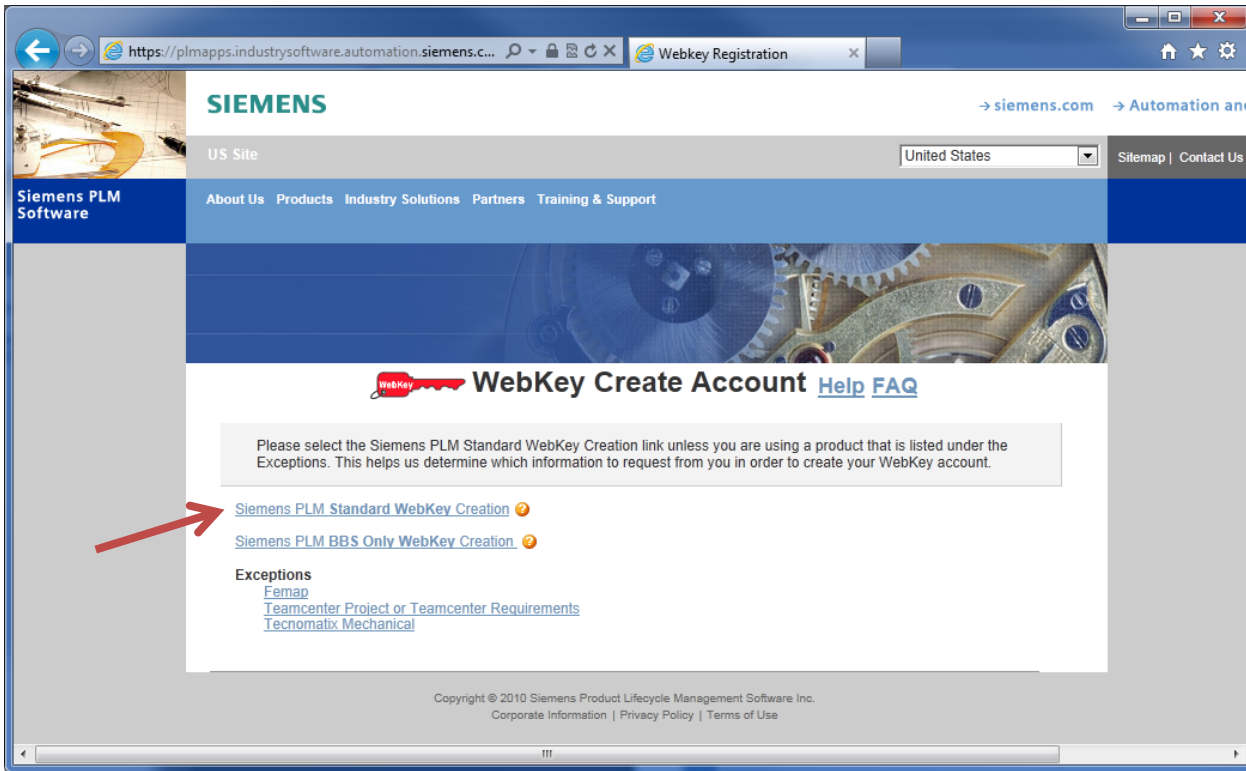 https://plmapps.industrysoftware.automation.siemens.c...
Webkey Registration
SIEMENS
siemens.com
Automation and
US Site
United States
Sitemap | Contact Us
Siemens PLM
Software
About Us Products Industry Solutions Partners Training & Support
WebKey
WebKey Create Account Help FAQ
Please select the Siemens PLM Standard WebKey Creation link unless you are using a product that is listed under the
Exceptions. This helps us determine which information to request from you in order to create your WebKey account.
Siemens PLM Standard WebKey Creation
Siemens PLM BBS Only WebKey Creation
Exceptions
Femap
Teamcenter Project or Teamcenter Requirements
Tecnomatix Mechanical
Copyright © 2010 Siemens Product Lifecycle Management Software Inc.
Corporate Information | Privacy Policy | Terms of Use